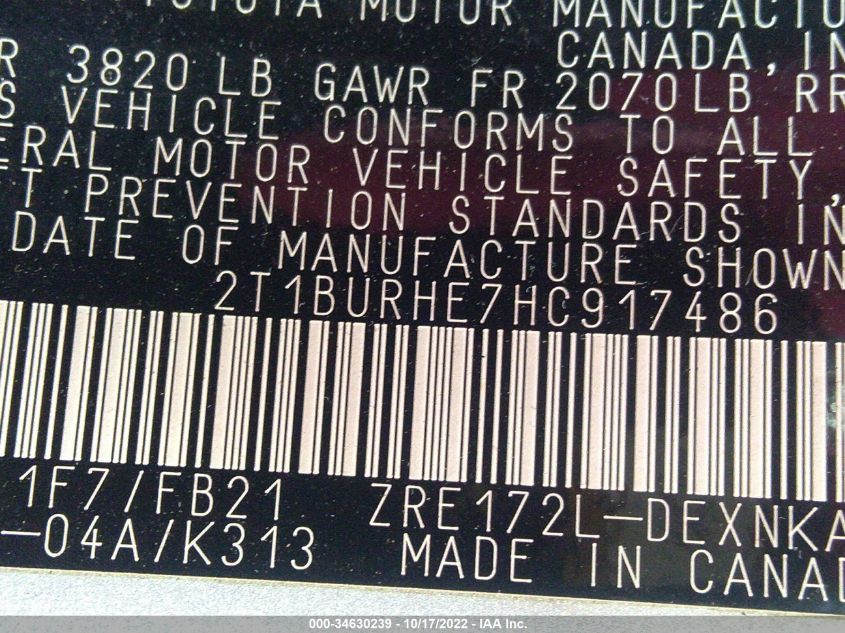 TOYOTA MOTOR MANUFACTU
CANADA, IN
R 3820 LB GAWR FR 2070LB RR
S VEHICLE CONFORMS TO ALL
ERAL MOTOR VEHICLE SAFETY,
FT PREVENTION STANDARDS IN
DATE OF MANUFACTURE SHOWN
2T1BURHE7HC917486
1F7/FB21 ZRE172L-DEXNKA
-04A/K313 MADE IN CANAD
000-34630239 - 10/17/2022 - IAA Inc.